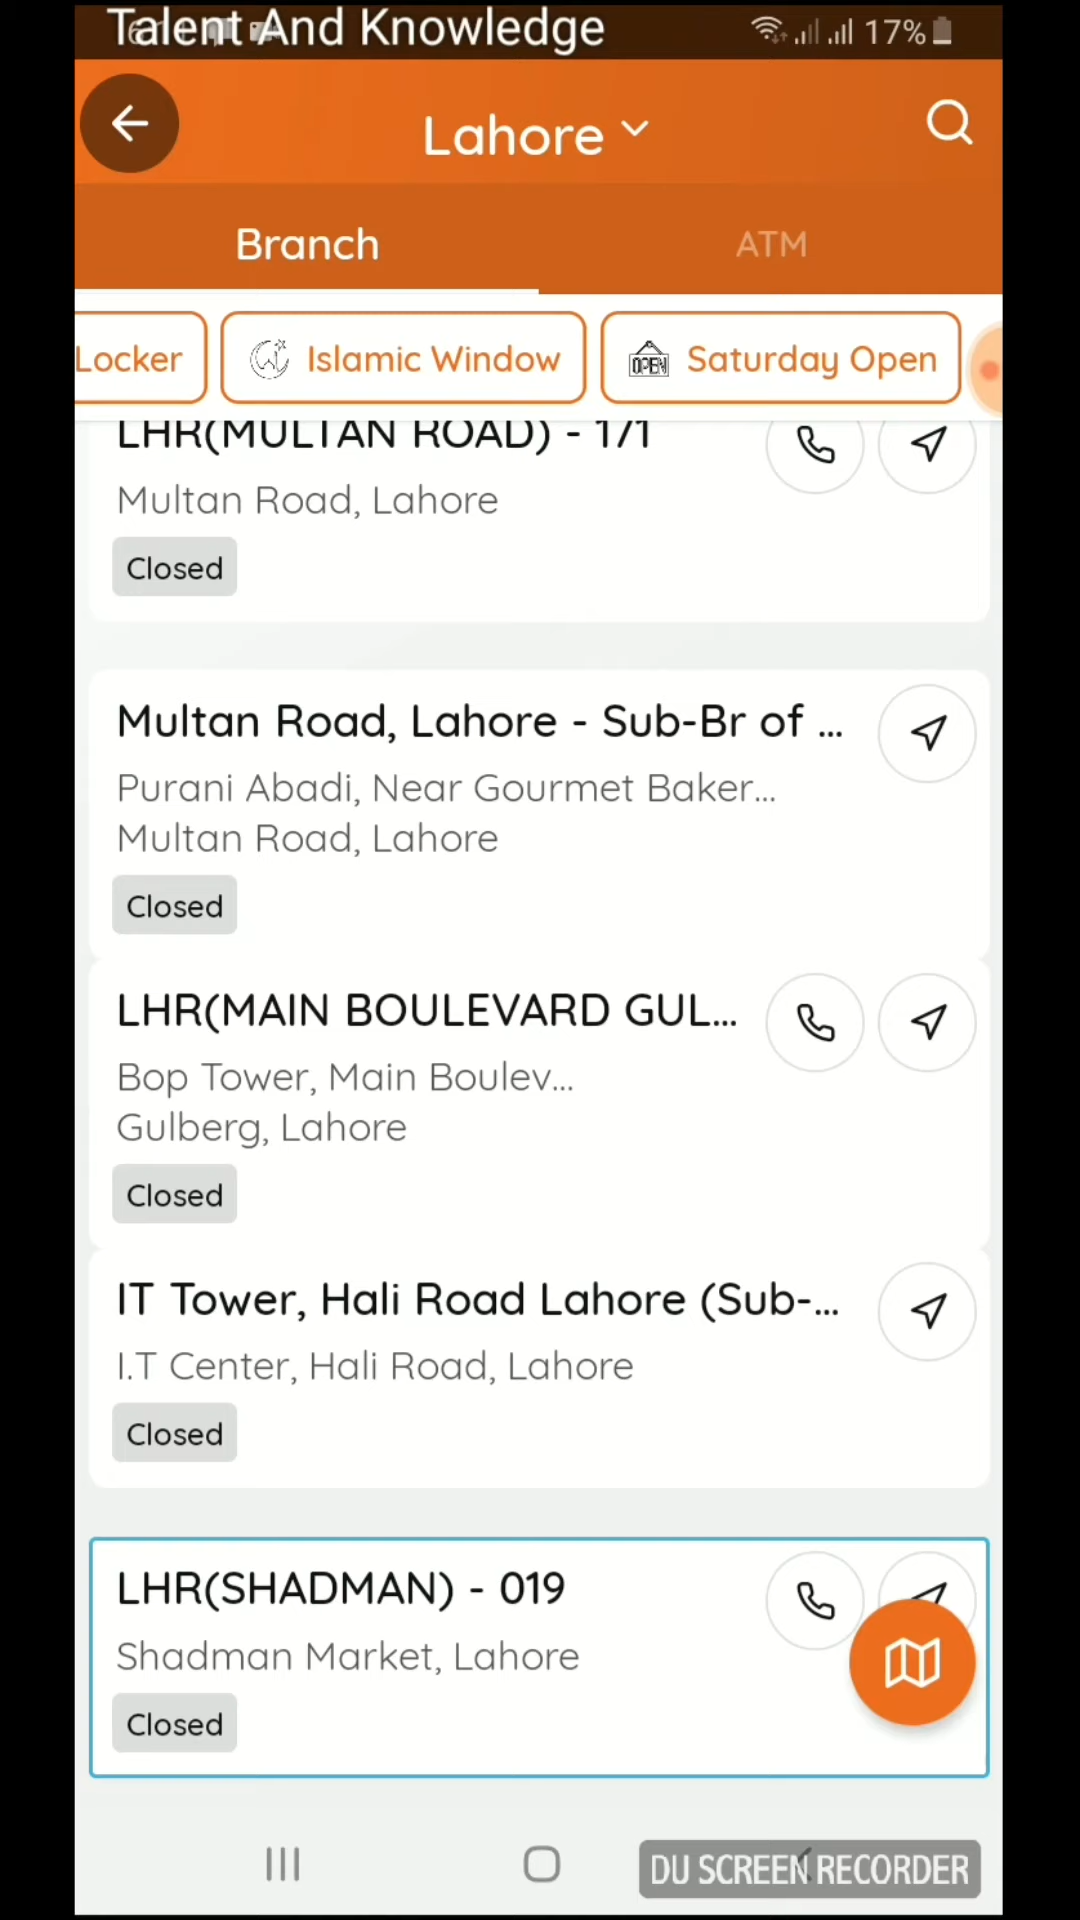 Talent And Knowledge
17%
Lahore
Branch
ATM
Locker
Islamic Window
OPEN
Saturday Open
LHR(MULTAN ROAD) - 171
Multan Road, Lahore
Closed
Multan Road, Lahore - Sub-Br of ...
Purani Abadi, Near Gourmet Baker...
Multan Road, Lahore
Closed
LHR(MAIN BOULEVARD GUL...
Bop Tower, Main Boulev...
Gulberg, Lahore
Closed
IT Tower, Hali Road Lahore (Sub-...
I.T Center, Hali Road, Lahore
Closed
LHR(SHADMAN) - 019
Shadman Market, Lahore
Closed
DU SCREEN RECORDER